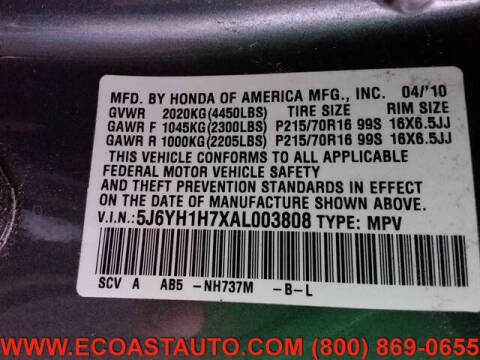 MFD. BY HONDA OF AMERICA MFG., INC. 04/'10
GVWR 2020KG(4450LBS) TIRE SIZE RIM SIZE
GAWR F 1045KG(2300LBS) P215/70R16 99S 16X6.5JJ
GAWR R 1000KG(2205LBS) P215/70R16 99S 16X6.5JJ
THIS VEHICLE CONFORMS TO ALL APPLICABLE
FEDERAL MOTOR VEHICLE SAFETY
AND THEFT PREVENTION STANDARDS IN EFFECT
ON THE DATE OF MANUFACTURE SHOWN ABOVE.
V.I.N.: 5J6YH1H7XAL003808 TYPE: MPV
SCV A AB5 -NH737M -B-L
WWW.ECOASTAUTO.COM (800) 869-0655